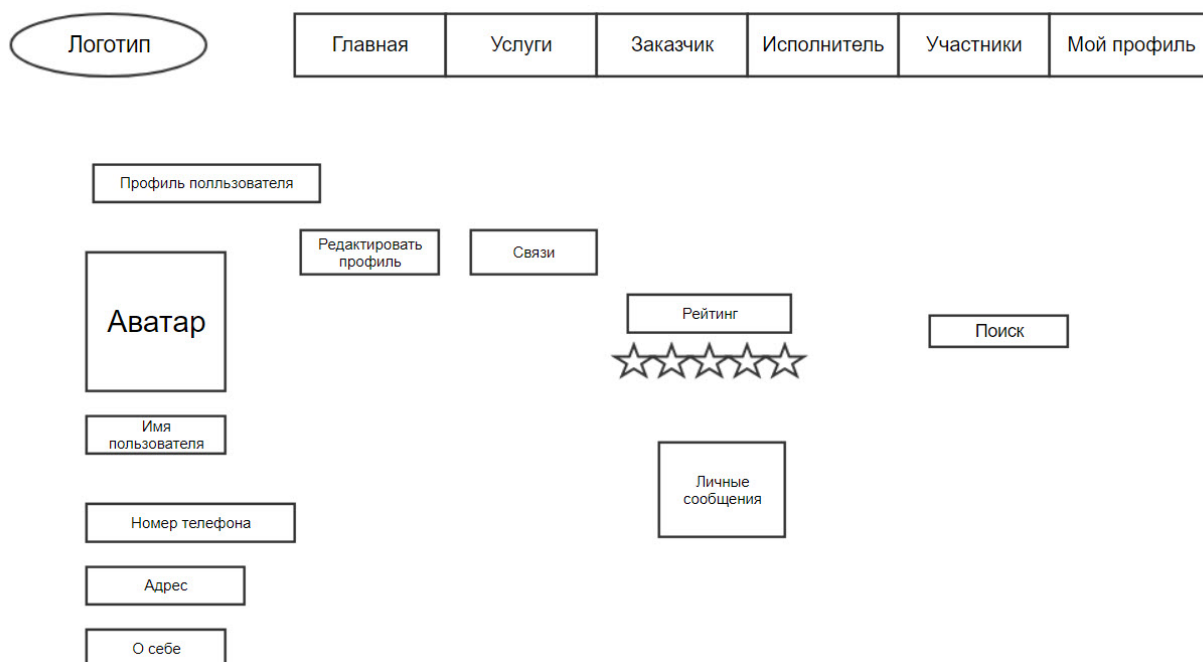 Логотип
Главная
Услуги
Заказчик
Исполнитель
Участники
Мой профиль
Профиль полльзователя
Редактировать
профиль
Связи
Аватар
Рейтинг
Поиск
Имя
пользователя
Личные
сообщения
Номер телефона
Адрес
О себе